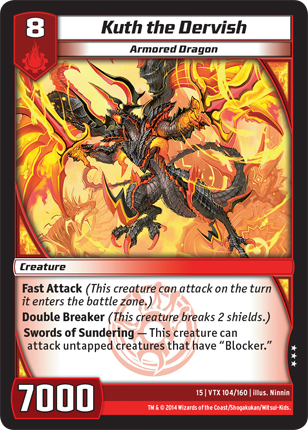 8
Kuth the Dervish
Armored Dragon
Creature
Fast Attack (This creature can attack on the turn
it enters the battle zone.)
Double Breaker (This creature breaks 2 shields.)
Swords of Sundering — This creature can
attack untapped creatures that have “Blocker.”
7000
15 | VTX 104/160 | illus. Ninnin
TM & © 2014 Wizards of the Coast/Shogakukan/Mitsui-Kids.